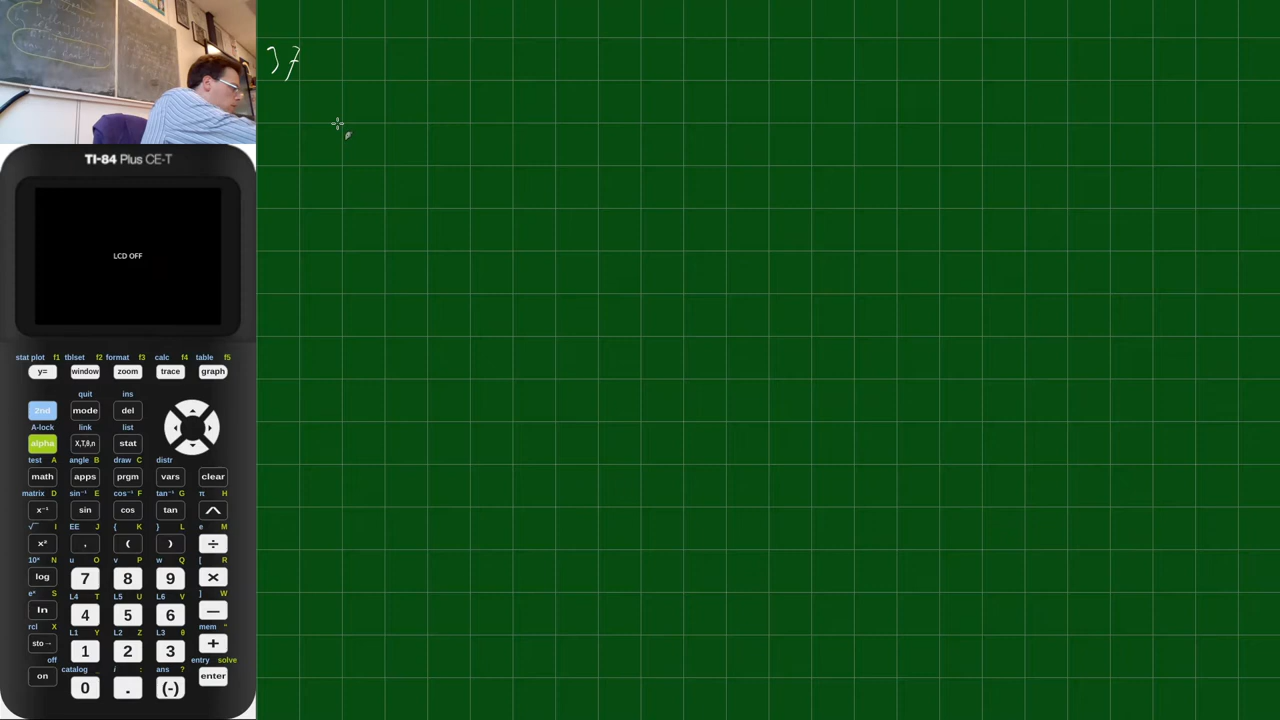 37
TI-84 Plus CE-T
LCD OFF
stat plot f1 tblset f2 format f3 calc f4 table f5
y= window zoom trace graph
quit ins
2nd mode del
A-lock link list
alpha X,T,θ,n stat
test A angle B draw C distr
math apps prgm vars clear
matrix D sin⁻¹ E cos⁻¹ F tan⁻¹ G π H
x⁻¹ sin cos tan ^
√ I EE J { K } L e M
x² , ( ) ÷
10ˣ N u O v P w Q [ R
log 7 8 9 ×
eˣ S L4 T L5 U L6 V ] W
ln 4 5 6 —
rcl X L1 Y L2 Z L3 θ mem "
sto→ 1 2 3 +
off catalog i : ans ? entry solve
on 0 . (-) enter